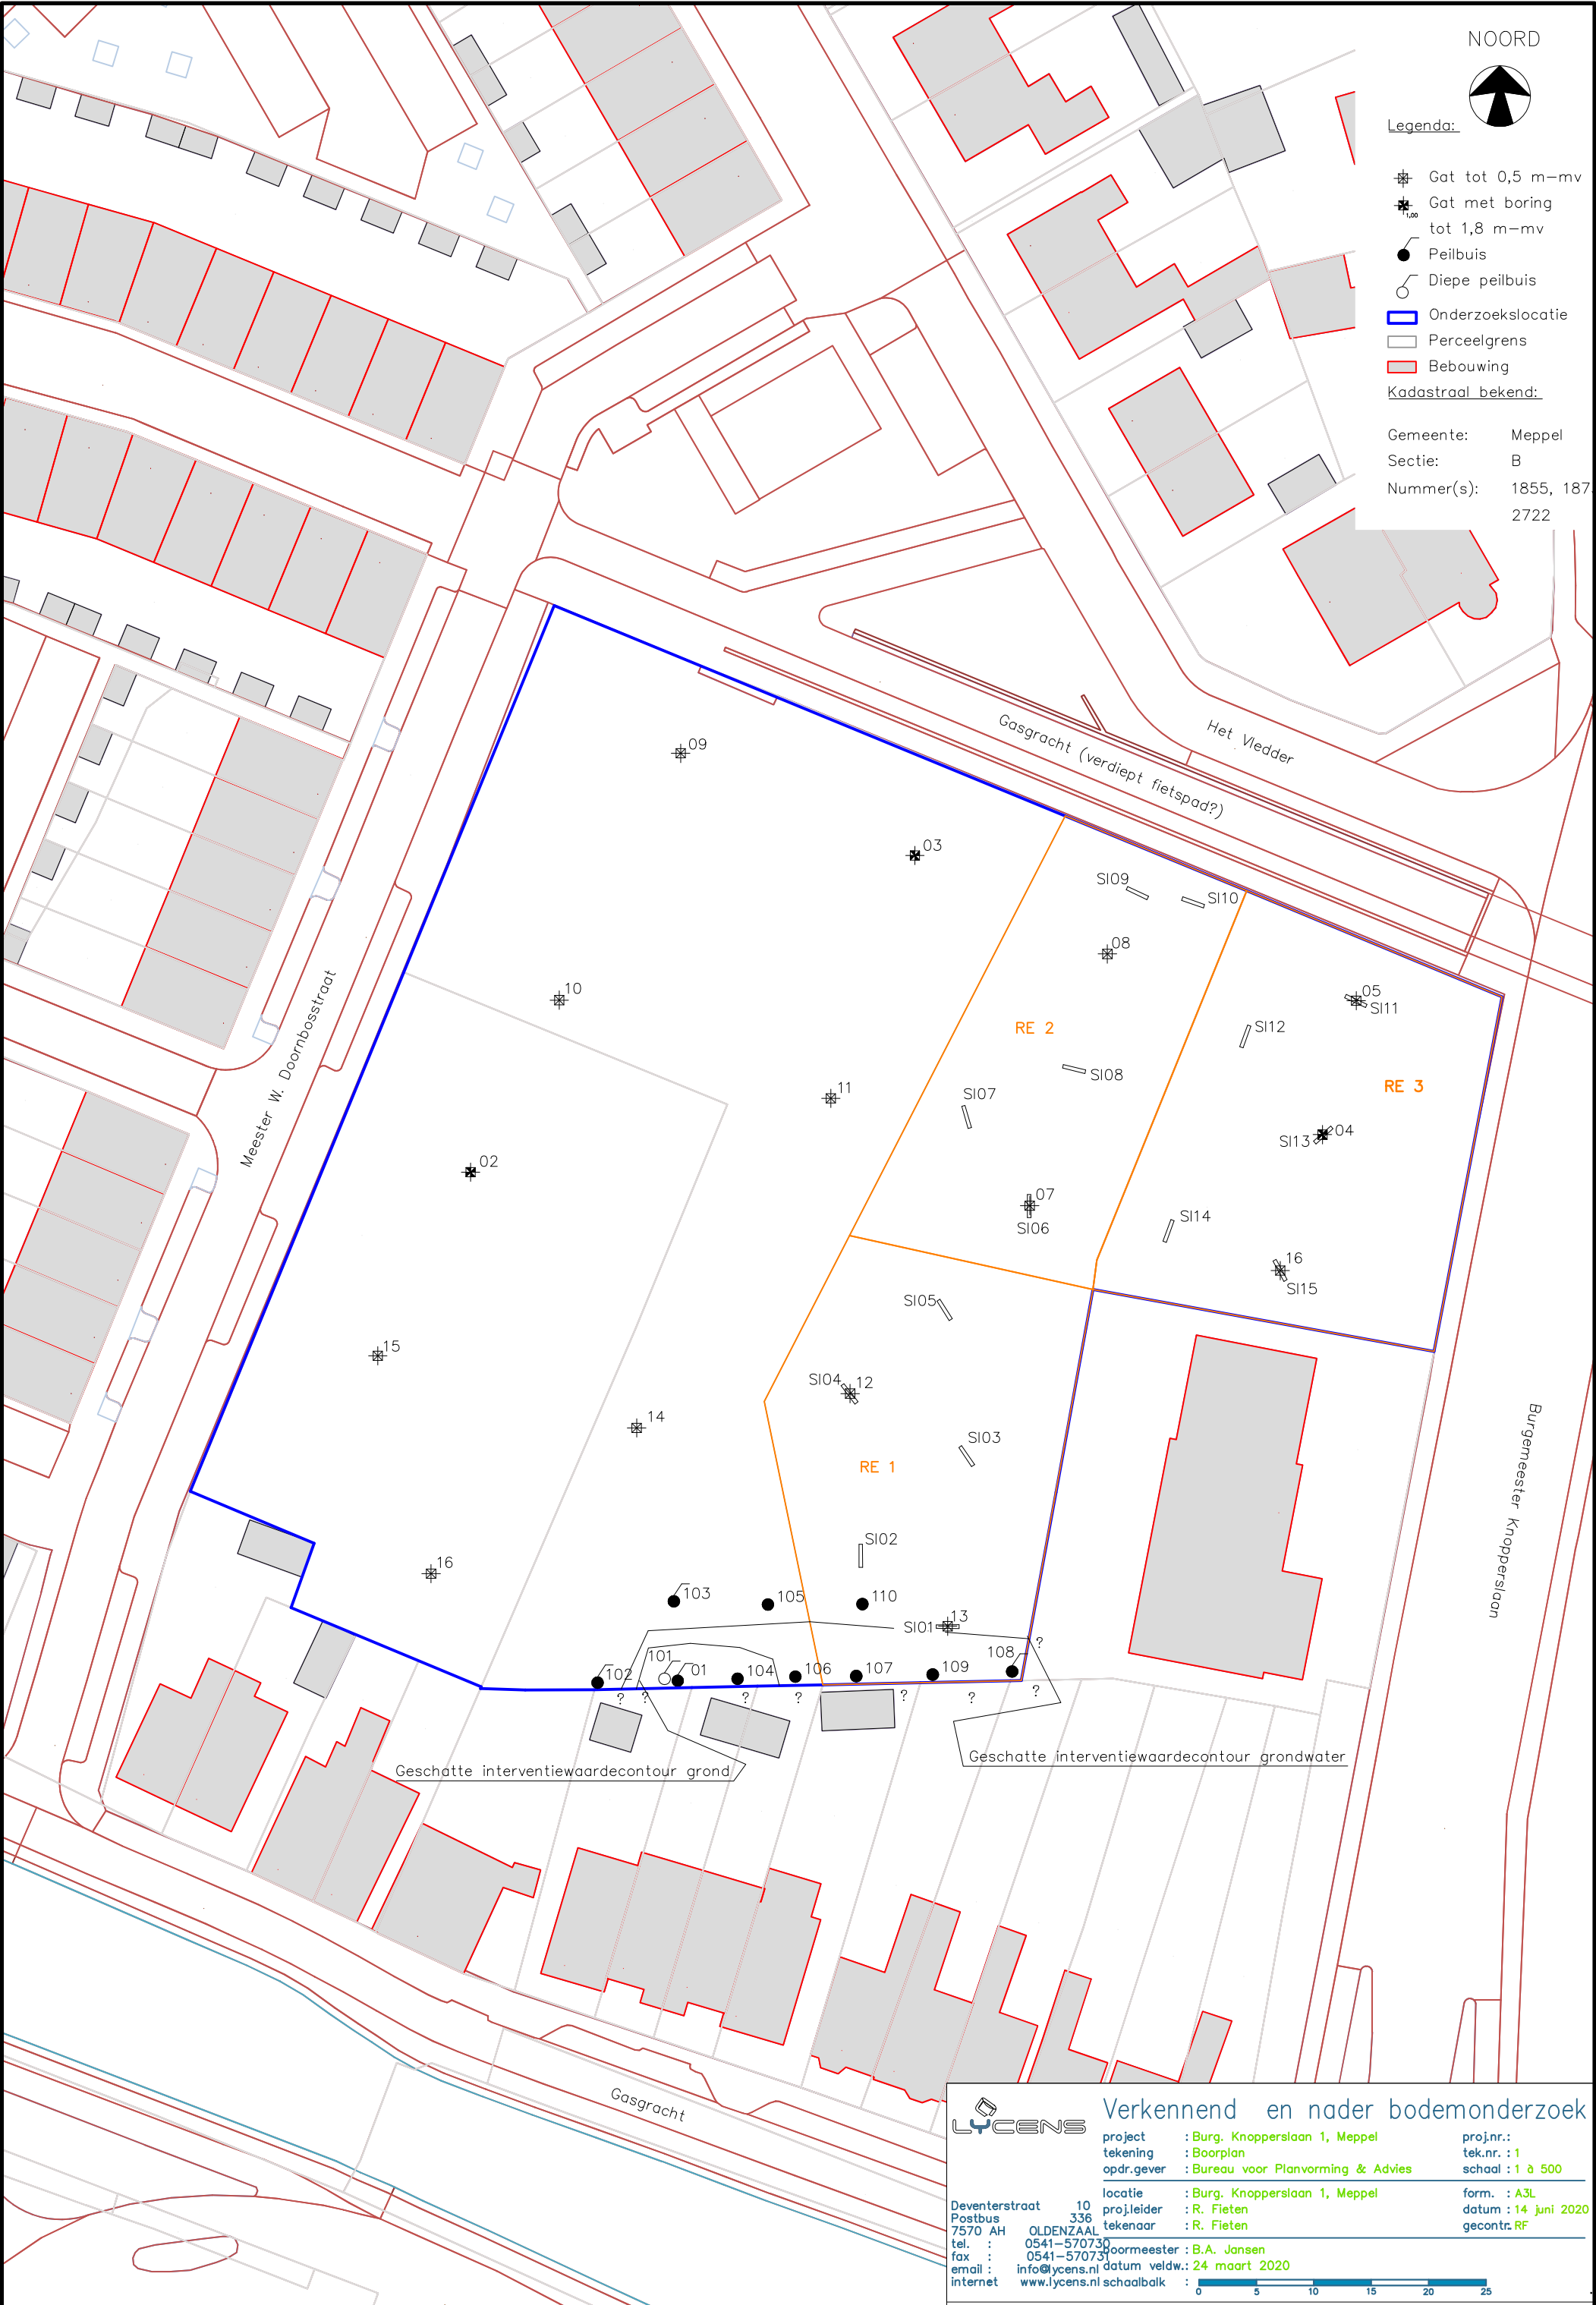 NOORD
Legenda:
Gat tot 0,5 m-mv
Gat met boring
1,00
tot 1,8 m-mv
Peilbuis
Diepe peilbuis
Onderzoekslocatie
Perceelgrens
Bebouwing
Kadastraal bekend:
Gemeente: Meppel
Sectie: B
Nummer(s): 1855, 187
2722
Gasgracht (verdiept fietspad?)
Het Vledder
09
03
SI09
SI10
08
10
05
SI11
RE 2
SI12
SI08
RE 3
11
SI07
04
SI13
Meester W. Doornbosstraat
02
07
SI06
SI14
16
SI15
SI05
15
SI04
12
14
SI03
RE 1
Burgemeester Knopperslaan
SI02
16
103
105
110
SI01
13
?
101
108
102
01
104
106
107
109
?
?
?
?
?
?
?
Geschatte interventiewaardecontour grond
Geschatte interventiewaardecontour grondwater
Gasgracht
LYCENS
Verkennend en nader bodemonderzoek
project : Burg. Knopperslaan 1, Meppel proj.nr.:
tekening : Boorplan tek.nr. : 1
opdr.gever : Bureau voor Planvorming & Advies schaal : 1 à 500
locatie : Burg. Knopperslaan 1, Meppel form. : A3L
proj.leider : R. Fieten datum : 14 juni 2020
tekenaar : R. Fieten gecontr.: RF
boormeester : B.A. Jansen
datum veldw.: 24 maart 2020
schaalbalk :
0 5 10 15 20 25
Deventerstraat 10
Postbus 336
7570 AH OLDENZAAL
tel. : 0541-570730
fax : 0541-570731
email : info@lycens.nl
internet www.lycens.nl